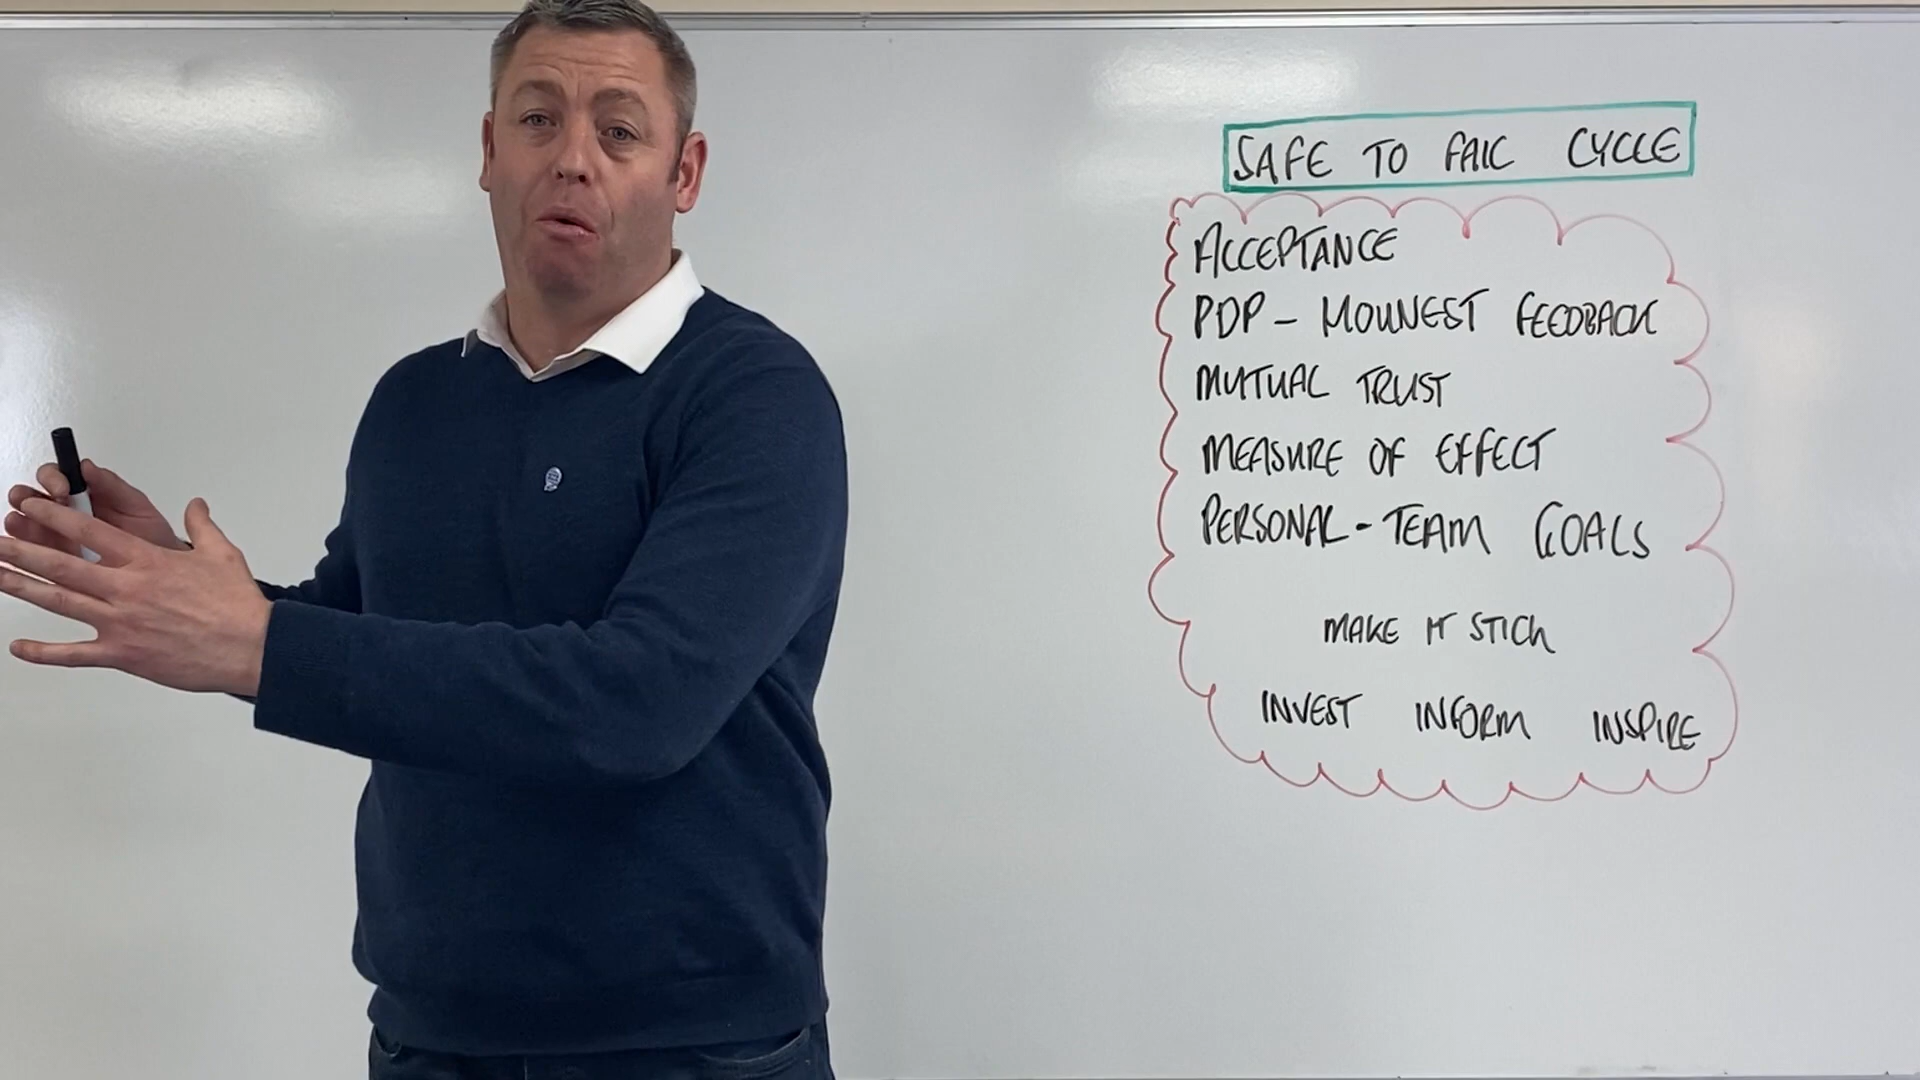 SAFE TO FAIL CYCLE
ACCEPTANCE
PDP - MOWNEST FEEDBACK
MUTUAL TRUST
MEASURE OF EFFECT
PERSONAL - TEAM GOALS
MAKE IT STICK
INVEST INFORM INSPIRE